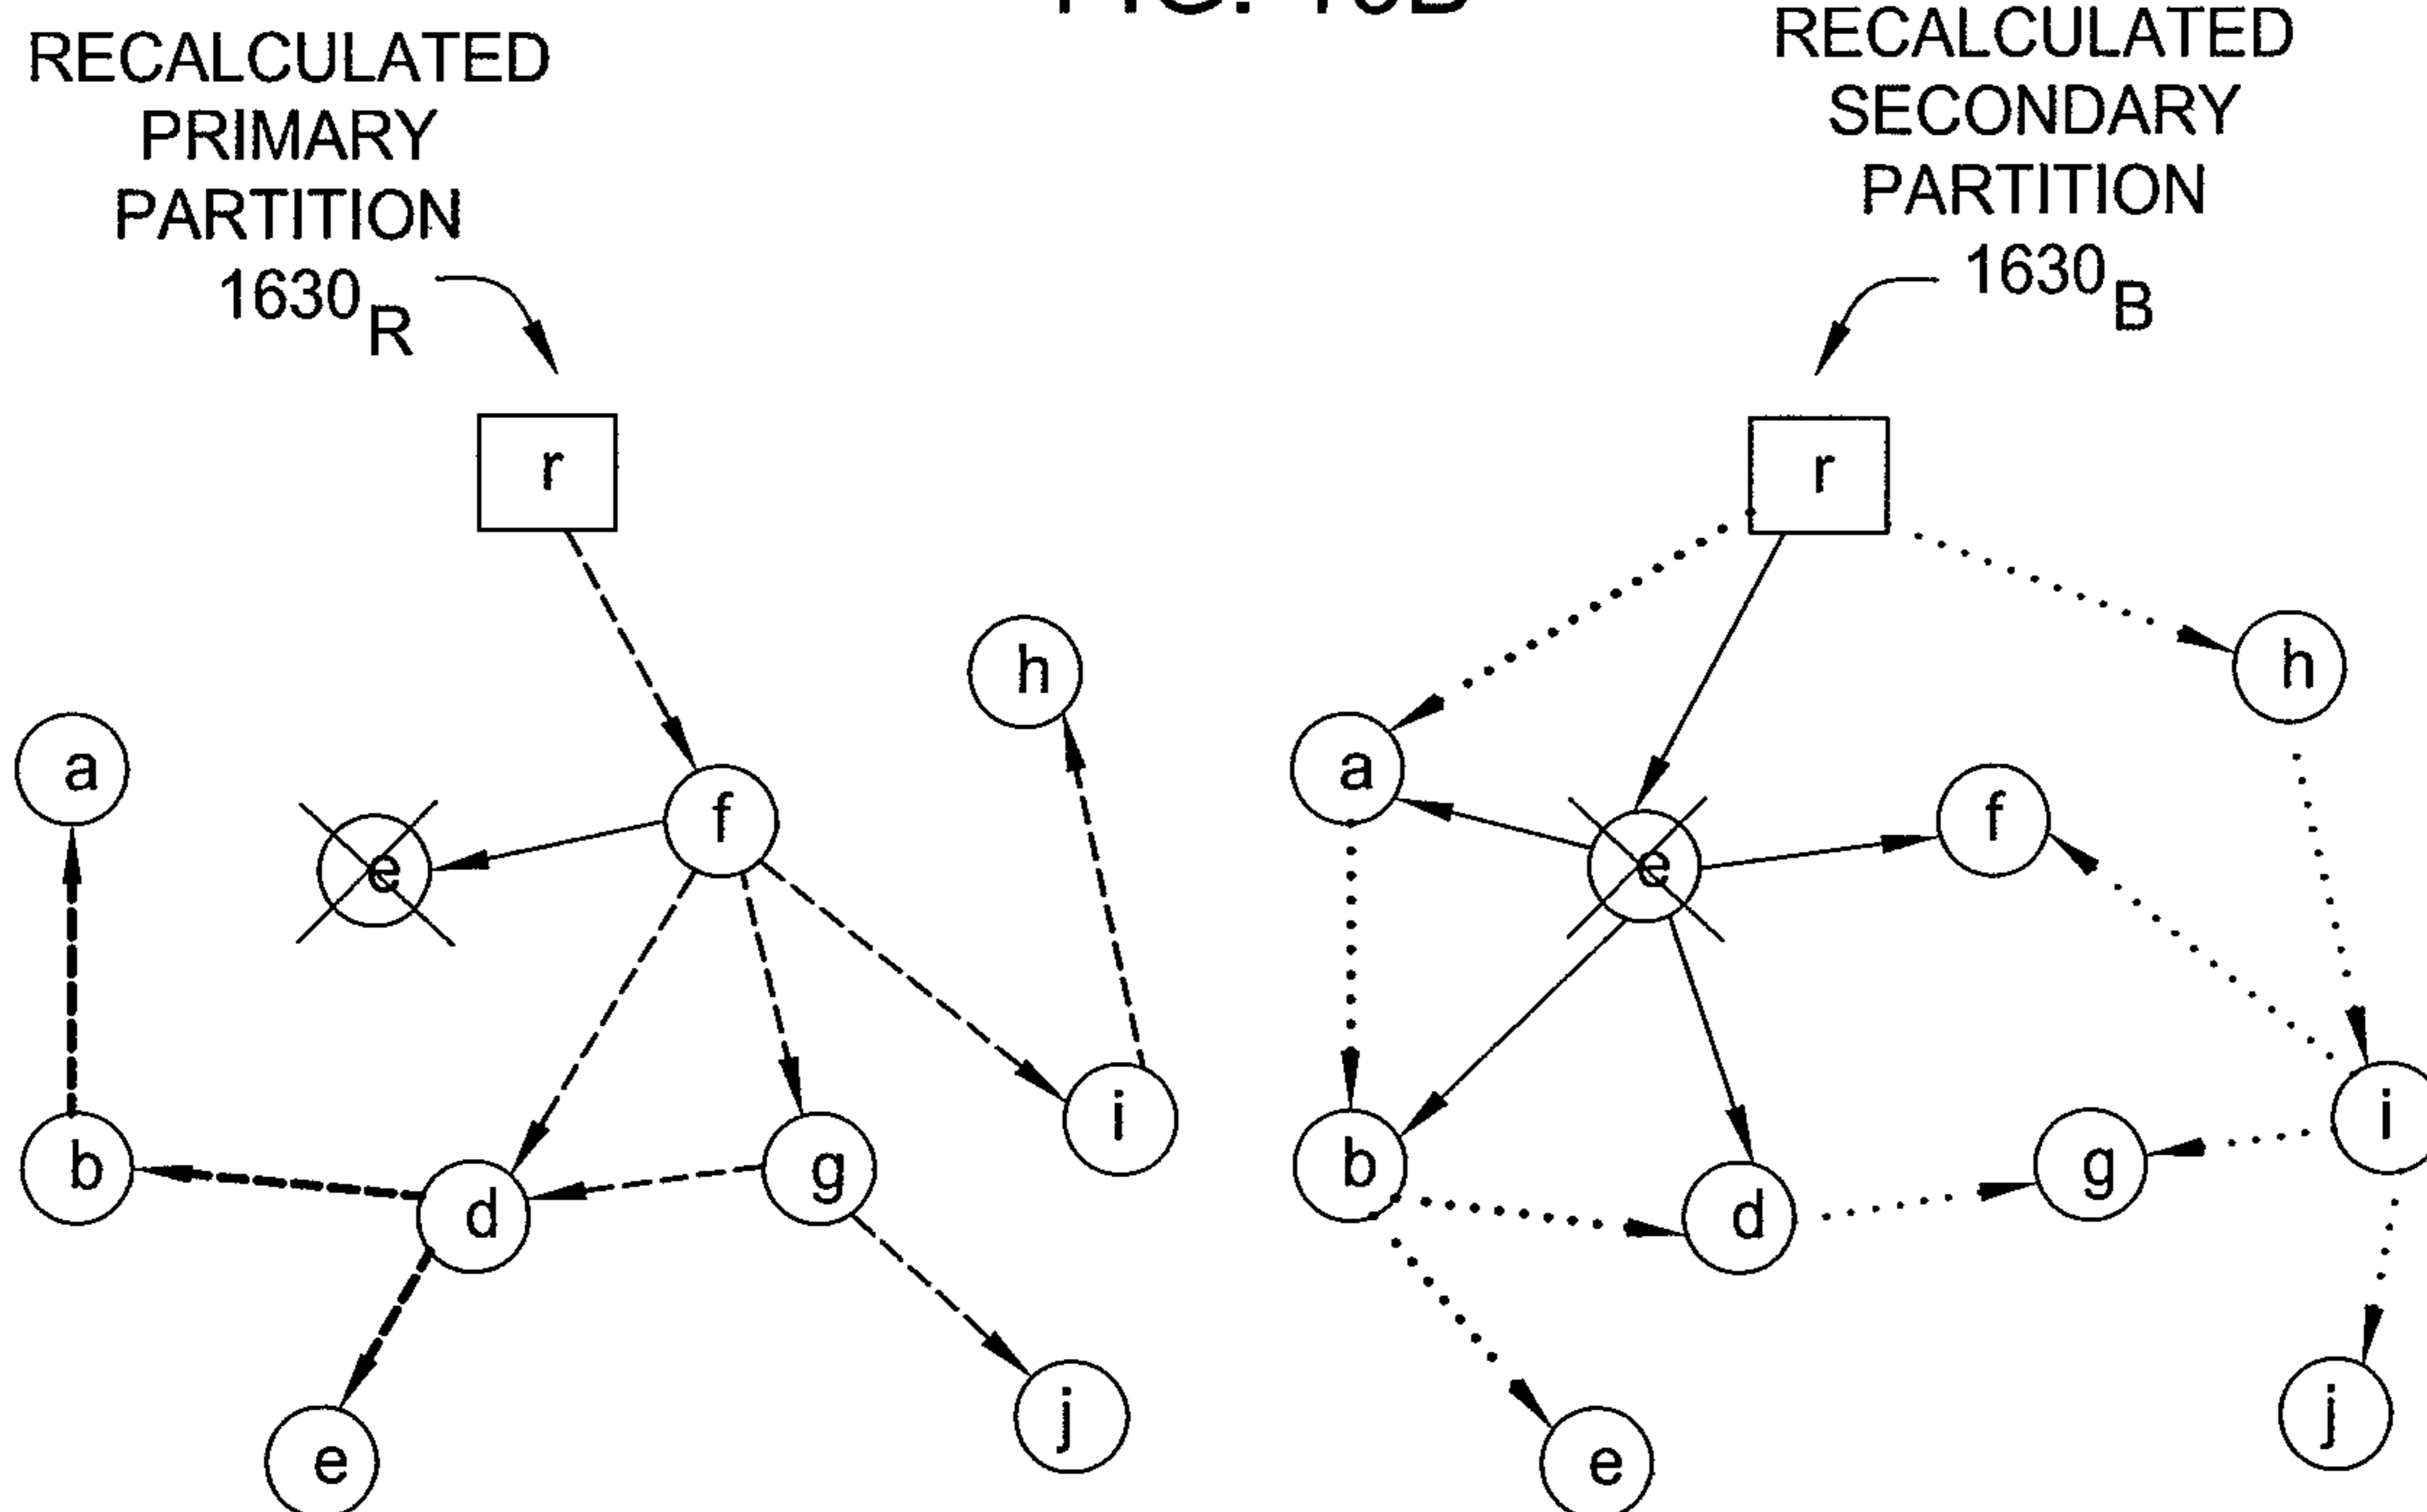 RECALCULATED
PRIMARY
PARTITION
1630R
RECALCULATED
SECONDARY
PARTITION
1630B
r
h
a
f
e
i
b
g
d
j
e
r
h
a
f
e
i
b
g
d
j
e